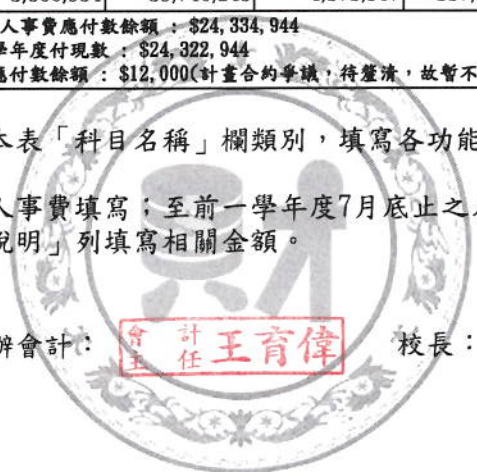 人事費應付數餘額 : $24,334,944
學年度付現數 : $24,322,944
應付數餘額 : $12,000(計畫合約爭議，待釐清，故暫不
本表「科目名稱」欄類別，填寫各功能
人事費填寫；至前一學年度7月底止之
說明」列填寫相關金額。
辦會計： 會計主任 王育偉 校長：